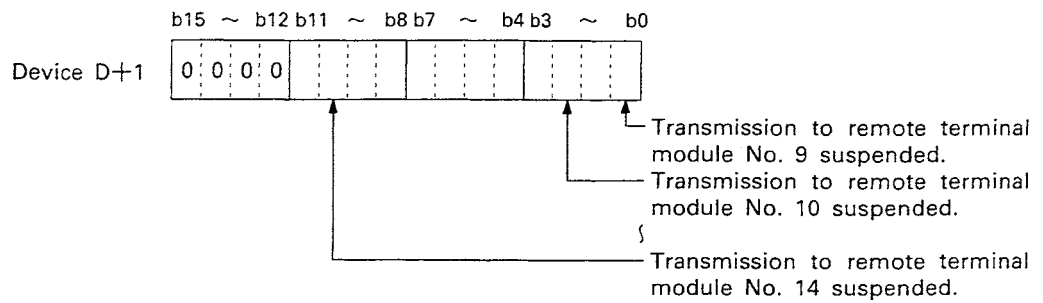 b15 ~ b12 b11 ~ b8 b7 ~ b4 b3 ~ b0
Device D+1 0 0 0 0
Transmission to remote terminal
module No. 9 suspended.
Transmission to remote terminal
module No. 10 suspended.
Transmission to remote terminal
module No. 14 suspended.